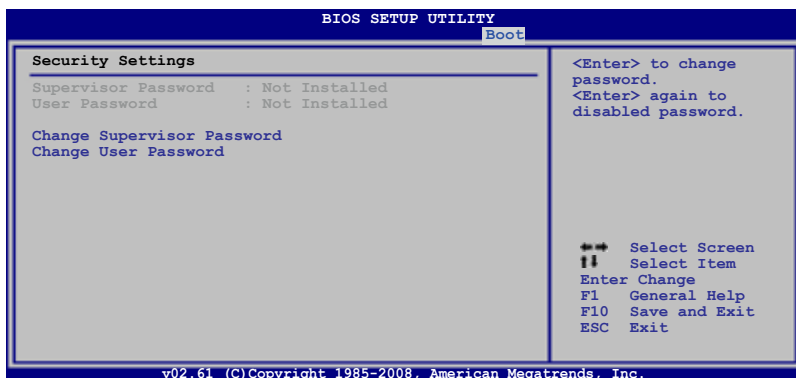 BIOS SETUP UTILITY
Boot
Security Settings
Supervisor Password : Not Installed
User Password : Not Installed
Change Supervisor Password
Change User Password
<Enter> to change
password.
<Enter> again to
disabled password.
←→ Select Screen
↑↓ Select Item
Enter Change
F1 General Help
F10 Save and Exit
ESC Exit
v02.61 (C)Copyright 1985-2008, American Megatrends, Inc.